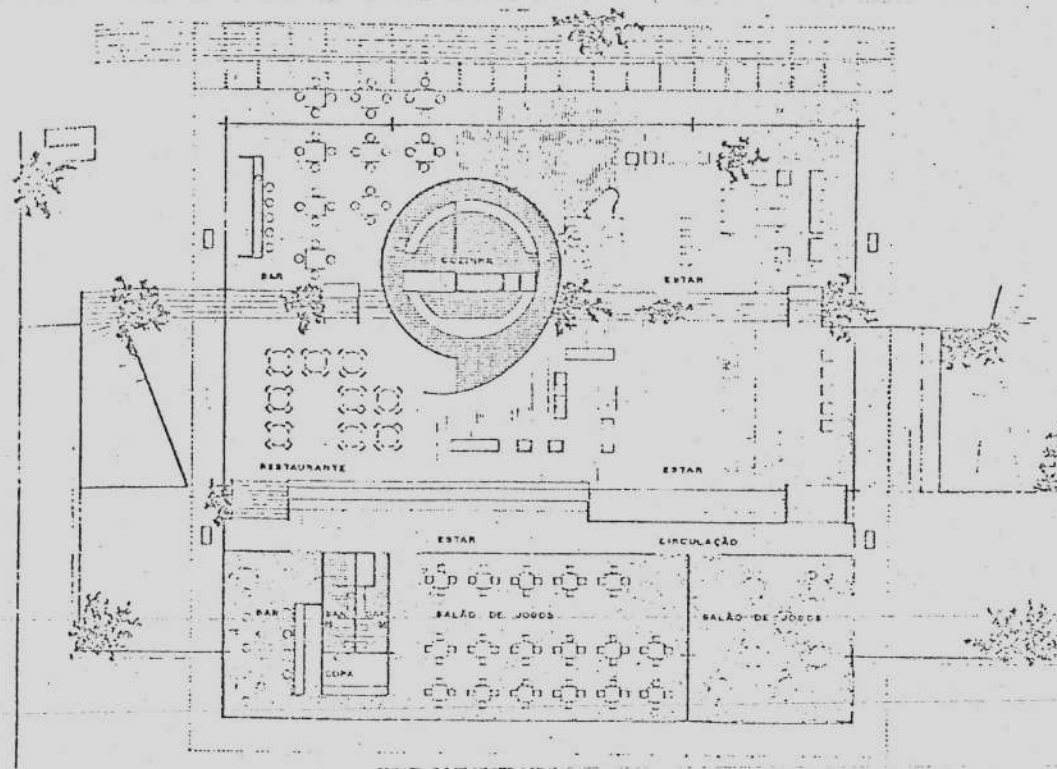 COZINHA
BAR
ESTAR
RESTAURANTE
ESTAR
ESTAR
CIRCULAÇÃO
BAR
SALÃO DE JOGOS
SALÃO DE JOGOS
COPA